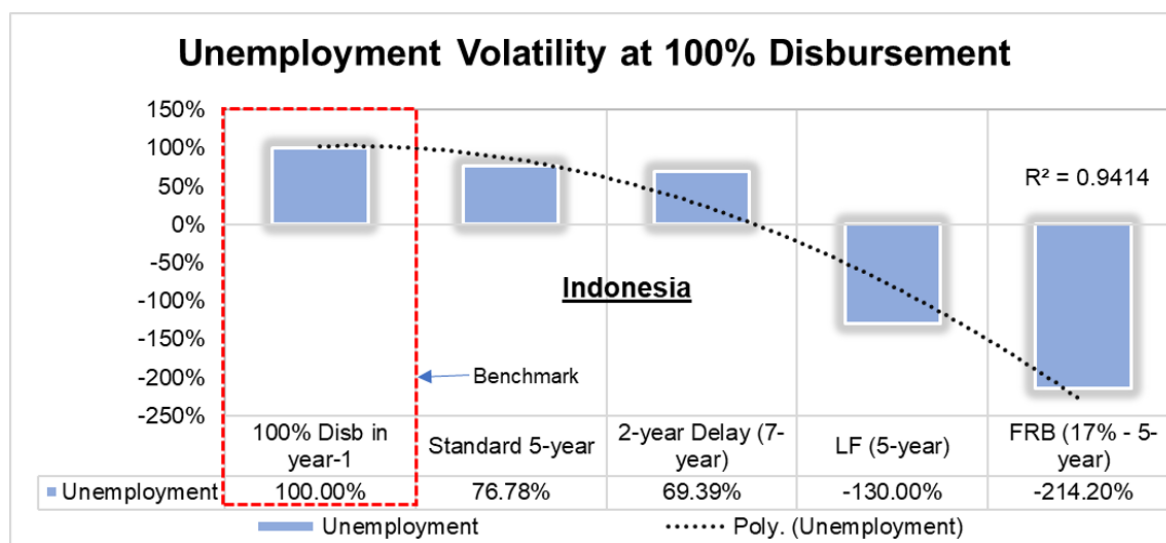 Unemployment Volatility at 100% Disbursement
150%
100%
50%
0%
-50%
-100%
-150%
-200%
-250%
R² = 0.9414
Indonesia
Benchmark
100% Disb in
year-1
Standard 5-year
2-year Delay (7-
year)
LF (5-year)
FRB (17% - 5-
year)
Unemployment 100.00% 76.78% 69.39% -130.00% -214.20%
Unemployment Poly. (Unemployment)